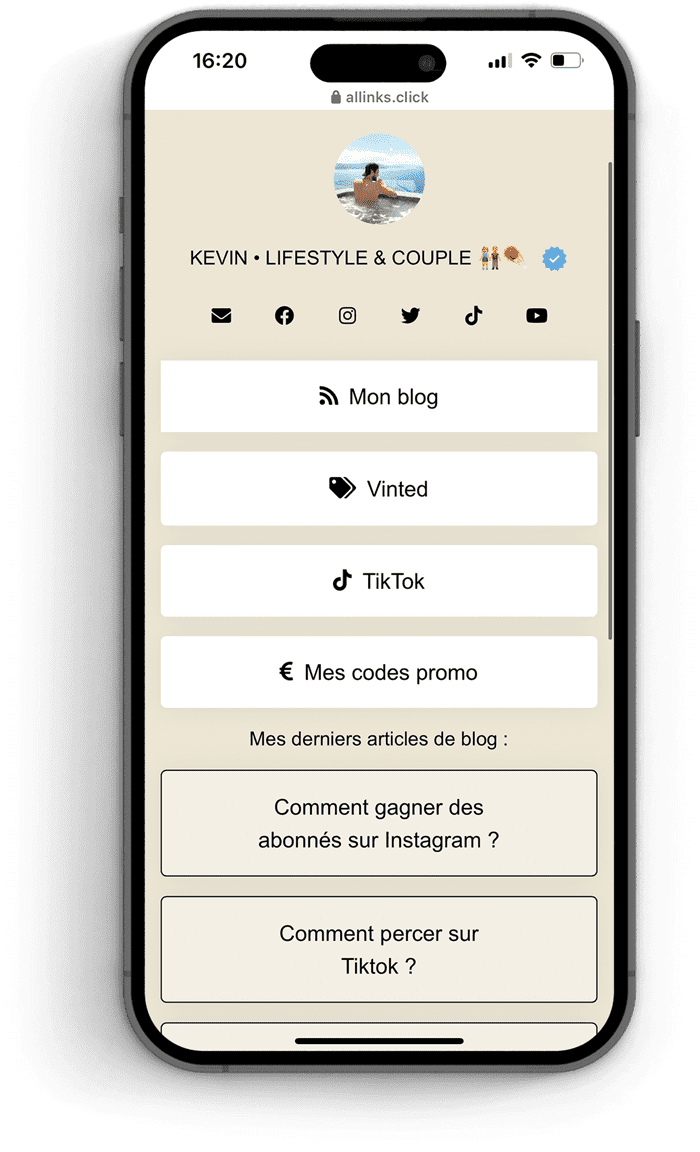 16:20
allinks.click
KEVIN • LIFESTYLE & COUPLE
Mon blog
Vinted
TikTok
€ Mes codes promo
Mes derniers articles de blog :
Comment gagner des
abonnés sur Instagram ?
Comment percer sur
Tiktok ?